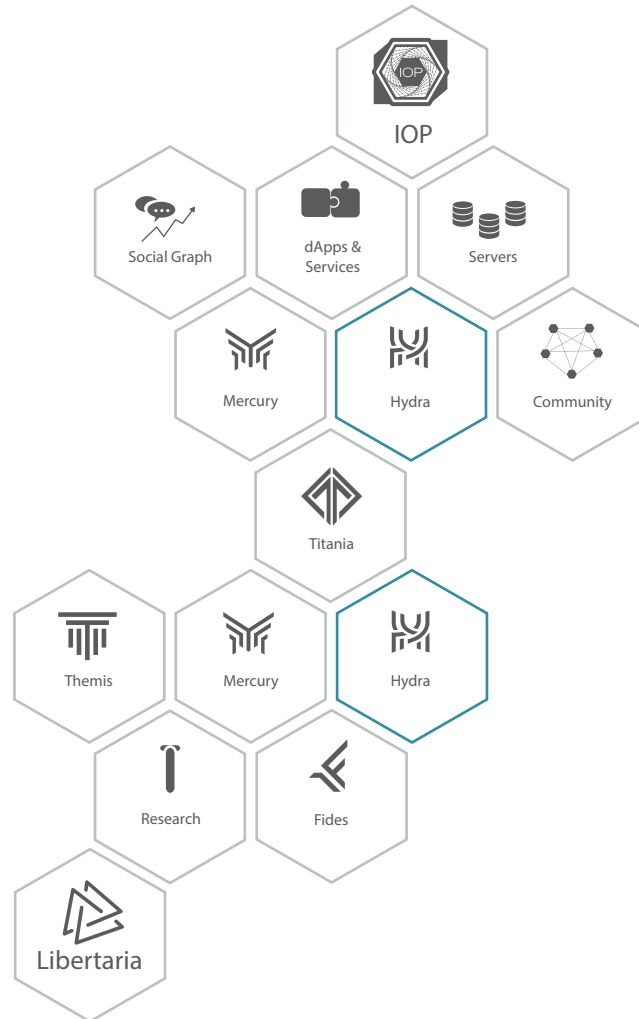 IOP
IOP
Social Graph
dApps &
Services
Servers
Mercury
Hydra
Community
Titania
Themis
Mercury
Hydra
Research
Fides
Libertaria